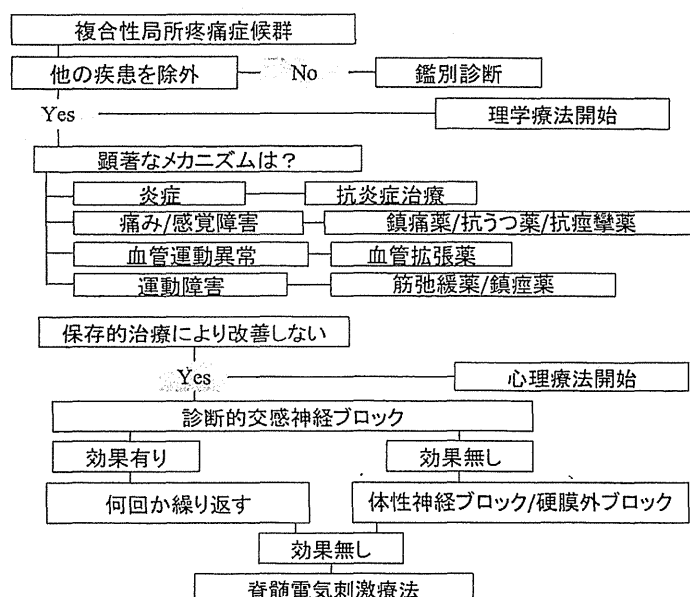 複合性局所疼痛症候群
他の疾患を除外 No 鑑別診断
Yes 理学療法開始
顕著なメカニズムは？
炎症 抗炎症治療
痛み/感覚障害 鎮痛薬/抗うつ薬/抗痙攣薬
血管運動異常 血管拡張薬
運動障害 筋弛緩薬/鎮痙薬
保存的治療により改善しない
Yes 心理療法開始
診断的交感神経ブロック
効果有り 効果無し
何回か繰り返す 体性神経ブロック/硬膜外ブロック
効果無し
脊髄電気刺激療法